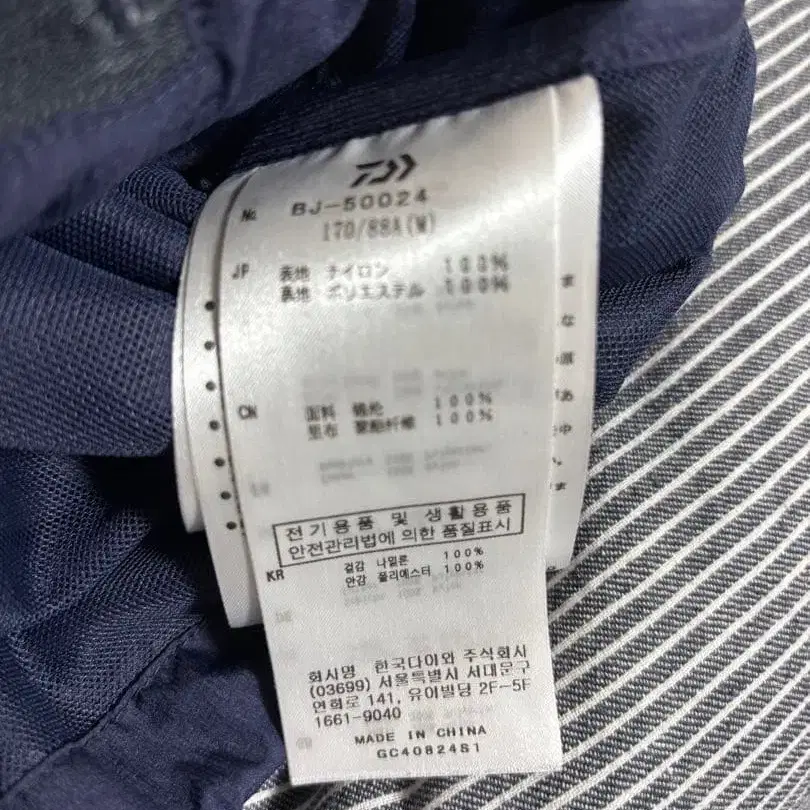 No. BJ-50024
170/88A(M)
JP 表地 ナイロン 100%
裏地 ポリエステル 100%
CN 面料 锦纶 100%
里布 聚酯纤维 100%
전기용품 및 생활용품
안전관리법에 의한 품질표시
KR 겉감 나일론 100%
안감 폴리에스터 100%
회사명 한국다이와 주식회사
(03699) 서울특별시 서대문구
연희로 141, 유이빌딩 2F-5F
1661-9040
MADE IN CHINA
GC40824S1